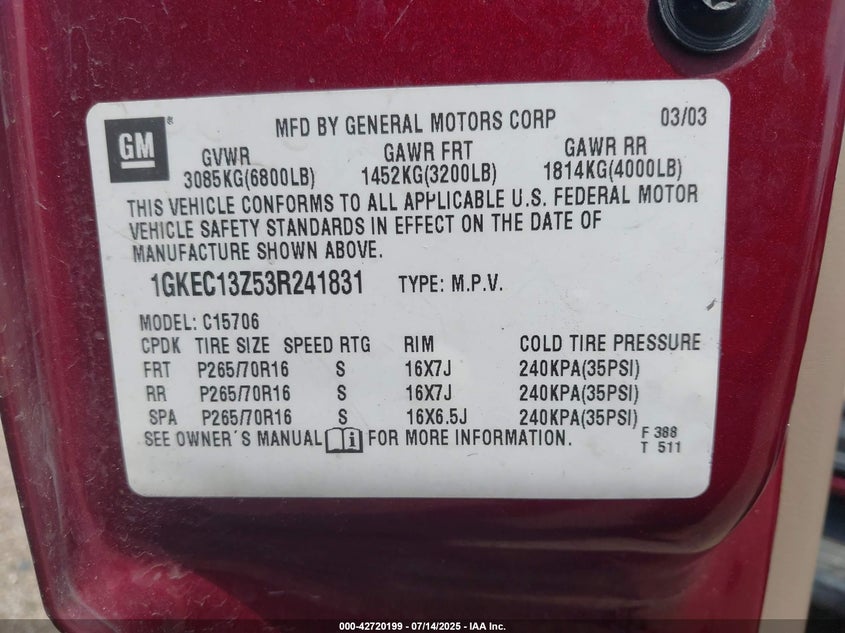 GM®
MFD BY GENERAL MOTORS CORP 03/03
GVWR GAWR FRT GAWR RR
3085KG(6800LB) 1452KG(3200LB) 1814KG(4000LB)
THIS VEHICLE CONFORMS TO ALL APPLICABLE U.S. FEDERAL MOTOR
VEHICLE SAFETY STANDARDS IN EFFECT ON THE DATE OF
MANUFACTURE SHOWN ABOVE.
1GKEC13Z53R241831 TYPE: M.P.V.
MODEL: C15706
CPDK TIRE SIZE SPEED RTG RIM COLD TIRE PRESSURE
FRT P265/70R16 S 16X7J 240KPA(35PSI)
RR P265/70R16 S 16X7J 240KPA(35PSI)
SPA P265/70R16 S 16X6.5J 240KPA(35PSI)
SEE OWNER´S MANUAL i FOR MORE INFORMATION.
F 388
T 511
000-42720199 | 07/14/2025 | IAA Inc.